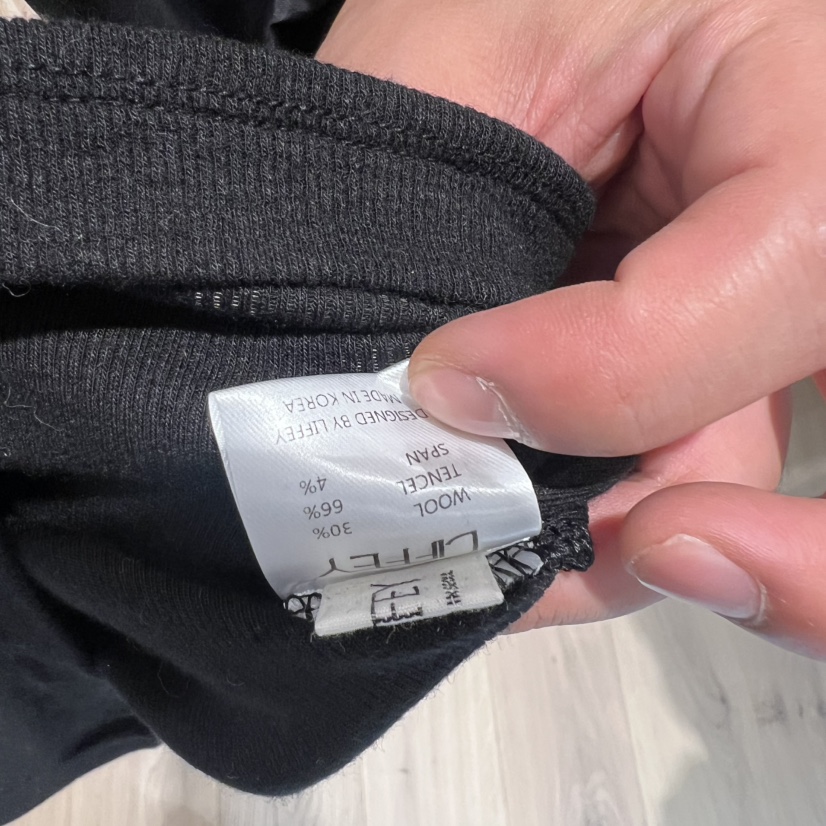 LIFFEY
WOOL 30%
TENCEL 66%
SPAN 4%
DESIGNED BY LIFFEY
MADE IN KOREA